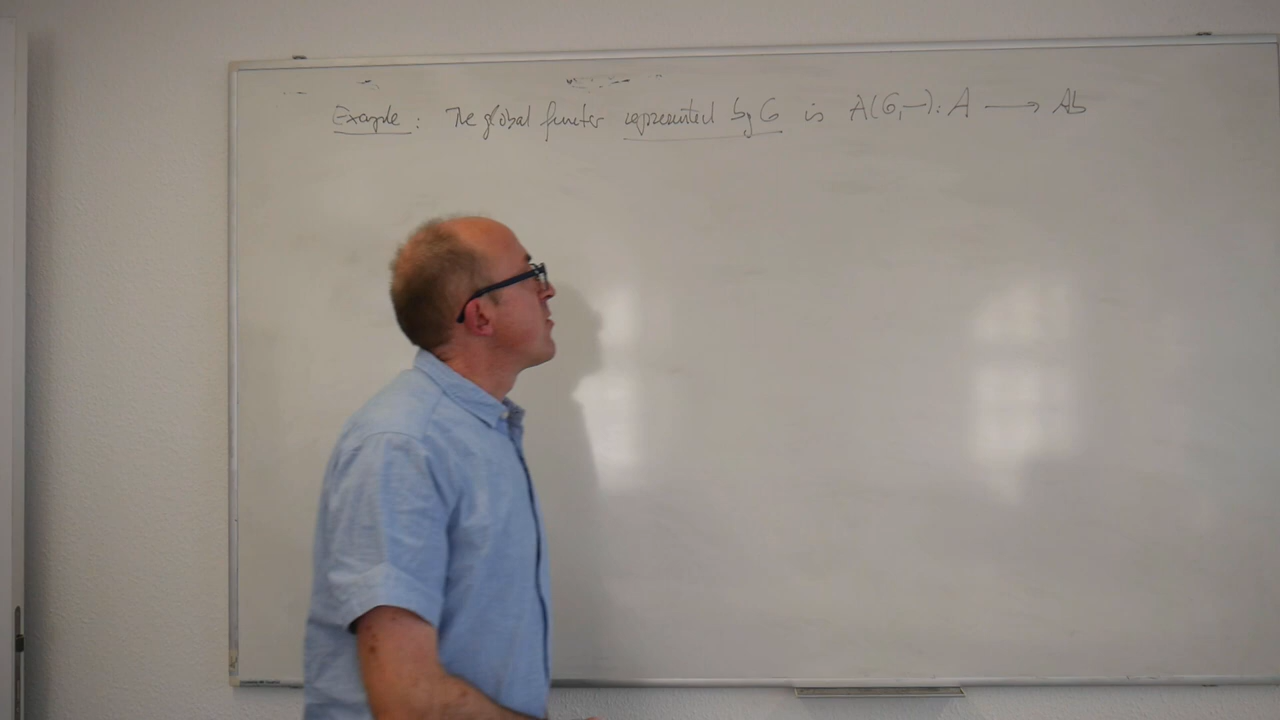 Example: The global functor represented by G is A(G,–): A ⟶ Ab